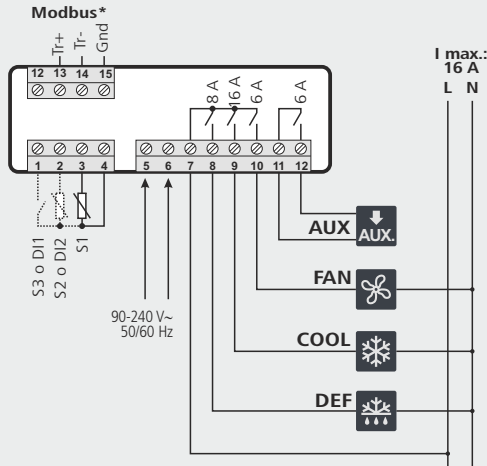 Modbus*
Tr+
Tr-
Gnd
I max.:
16 A
L N
12 13 14 15
8 A
16 A
6 A
6 A
1 2 3 4
5 6 7 8 9 10 11 12
S3 o DI1
S2 o DI2
S1
90-240 V~
50/60 Hz
AUX
AUX.
FAN
COOL
DEF